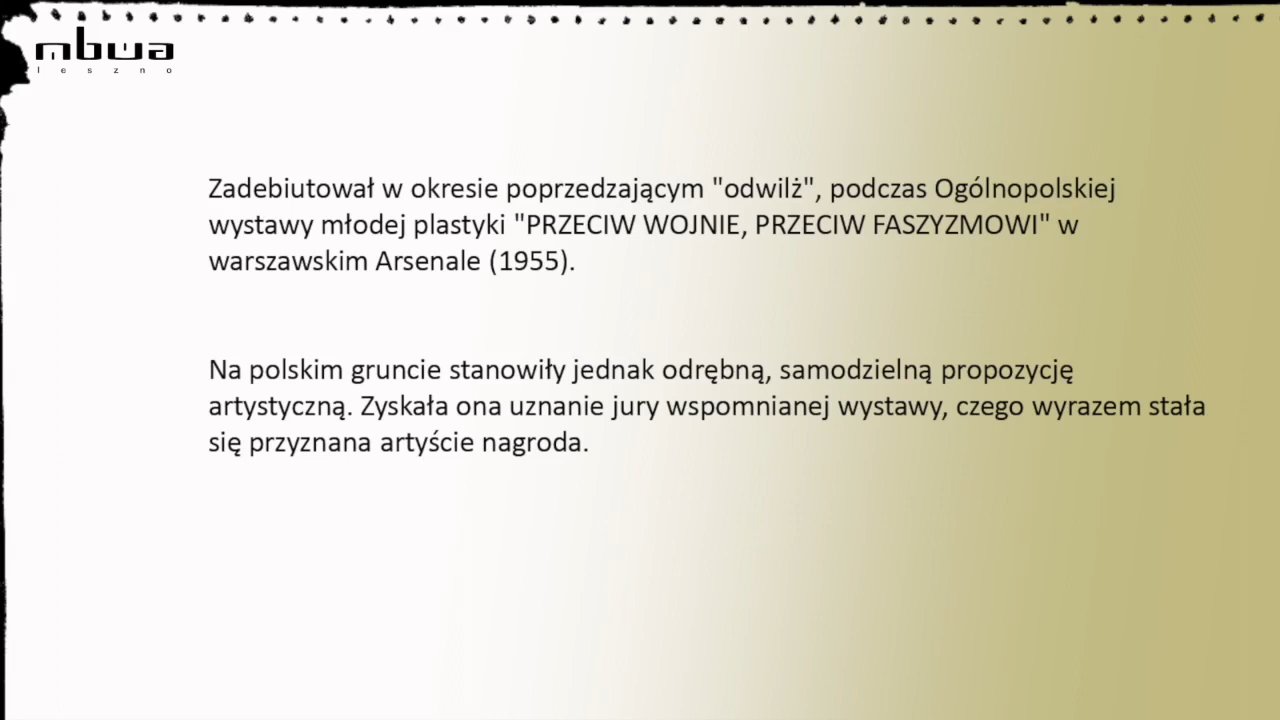 mbwa
leszno
Zadebiutował w okresie poprzedzającym "odwilż", podczas Ogólnopolskiej
wystawy młodej plastyki "PRZECIW WOJNIE, PRZECIW FASZYZMOWI" w
warszawskim Arsenale (1955).
Na polskim gruncie stanowiły jednak odrębną, samodzielną propozycję
artystyczną. Zyskała ona uznanie jury wspomnianej wystawy, czego wyrazem stała
się przyznana artyście nagroda.